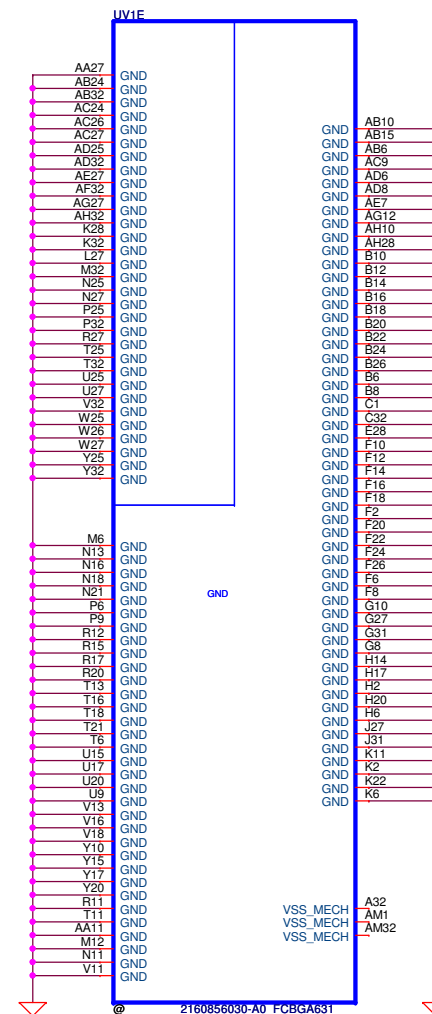 UV1E
AA27 GND
AB24 GND
AB32 GND
AC24 GND
AC26 GND
AC27 GND
AD25 GND
AD32 GND
AE27 GND
AF32 GND
AG27 GND
AH32 GND
K28 GND
K32 GND
L27 GND
M32 GND
N25 GND
N27 GND
P25 GND
P32 GND
R27 GND
T25 GND
T32 GND
U25 GND
U27 GND
V32 GND
W25 GND
W26 GND
W27 GND
Y25 GND
Y32 GND
M6 GND
N13 GND
N16 GND
N18 GND
N21 GND
P6 GND
P9 GND
R12 GND
R15 GND
R17 GND
R20 GND
T13 GND
T16 GND
T18 GND
T21 GND
T6 GND
U15 GND
U17 GND
U20 GND
U9 GND
V13 GND
V16 GND
V18 GND
Y10 GND
Y15 GND
Y17 GND
Y20 GND
R11 GND
T11 GND
AA11 GND
M12 GND
N11 GND
V11 GND
GND
GND AB10
GND AB15
GND AB6
GND AC9
GND AD6
GND AD8
GND AE7
GND AG12
GND AH10
GND AH28
GND B10
GND B12
GND B14
GND B16
GND B18
GND B20
GND B22
GND B24
GND B26
GND B6
GND B8
GND C1
GND C32
GND E28
GND F10
GND F12
GND F14
GND F16
GND F18
GND F2
GND F20
GND F22
GND F24
GND F26
GND F6
GND F8
GND G10
GND G27
GND G31
GND G8
GND H14
GND H17
GND H2
GND H20
GND H6
GND J27
GND J31
GND K11
GND K2
GND K22
GND K6
VSS_MECH A32
VSS_MECH AM1
VSS_MECH AM32
@ 2160856030-A0 FCBGA631